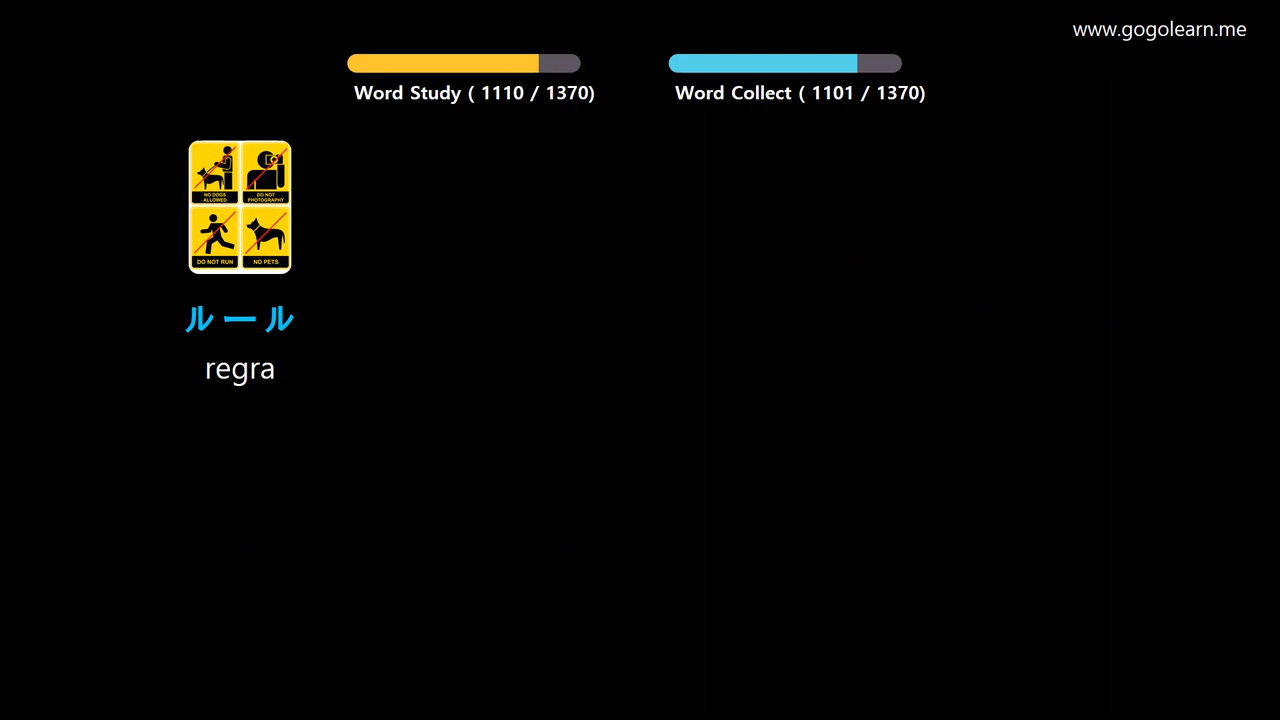 www.gogolearn.me
Word Study ( 1110 / 1370)
Word Collect ( 1101 / 1370)
NO DOGS
ALLOWED
DO NOT
PHOTOGRAPHY
DO NOT RUN
NO PETS
ルール
regra